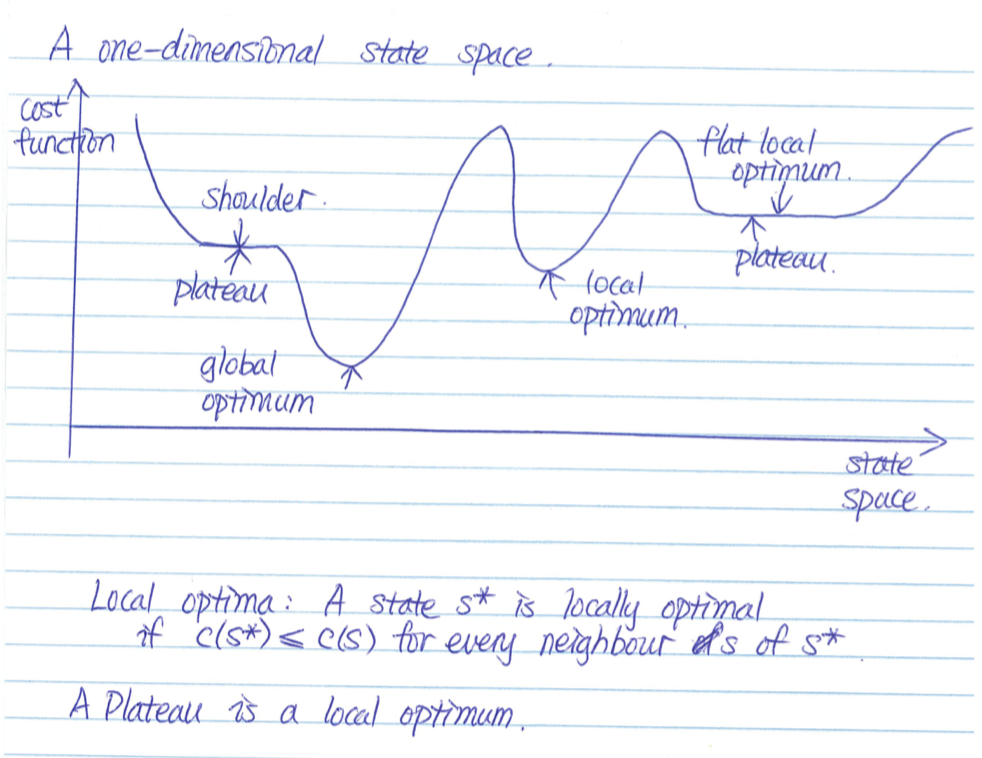 A one-dimensional state space.
cost
function
shoulder.
plateau
global
optimum
local
optimum.
flat local
optimum.
plateau.
state
space.
Local optima: A state s* is locally optimal
if c(s*) ≤ c(s) for every neighbour s of s*
A Plateau is a local optimum.